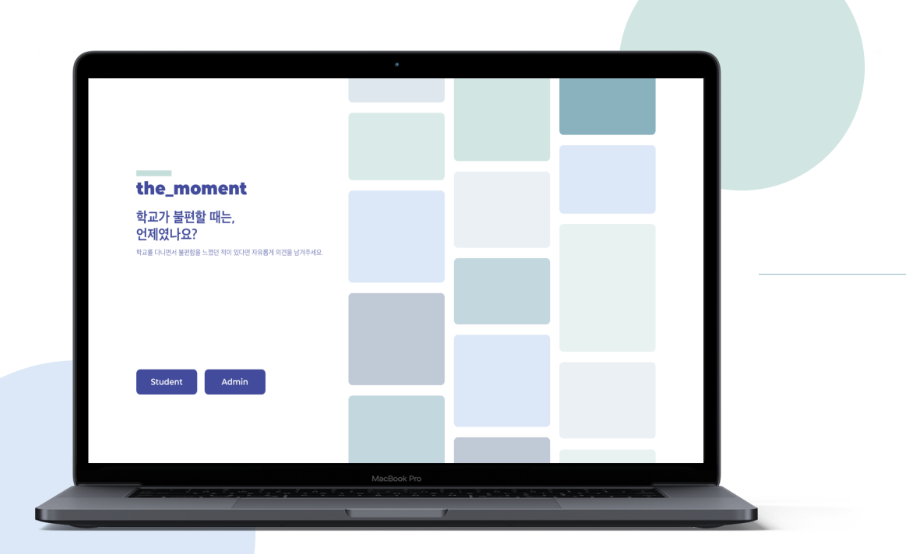 the_moment
학교가 불편할 때는,
언제였나요?
학교를 다니면서 불편함을 느꼈던 적이 있다면 자유롭게 의견을 남겨주세요
Student Admin
MacBook Pro